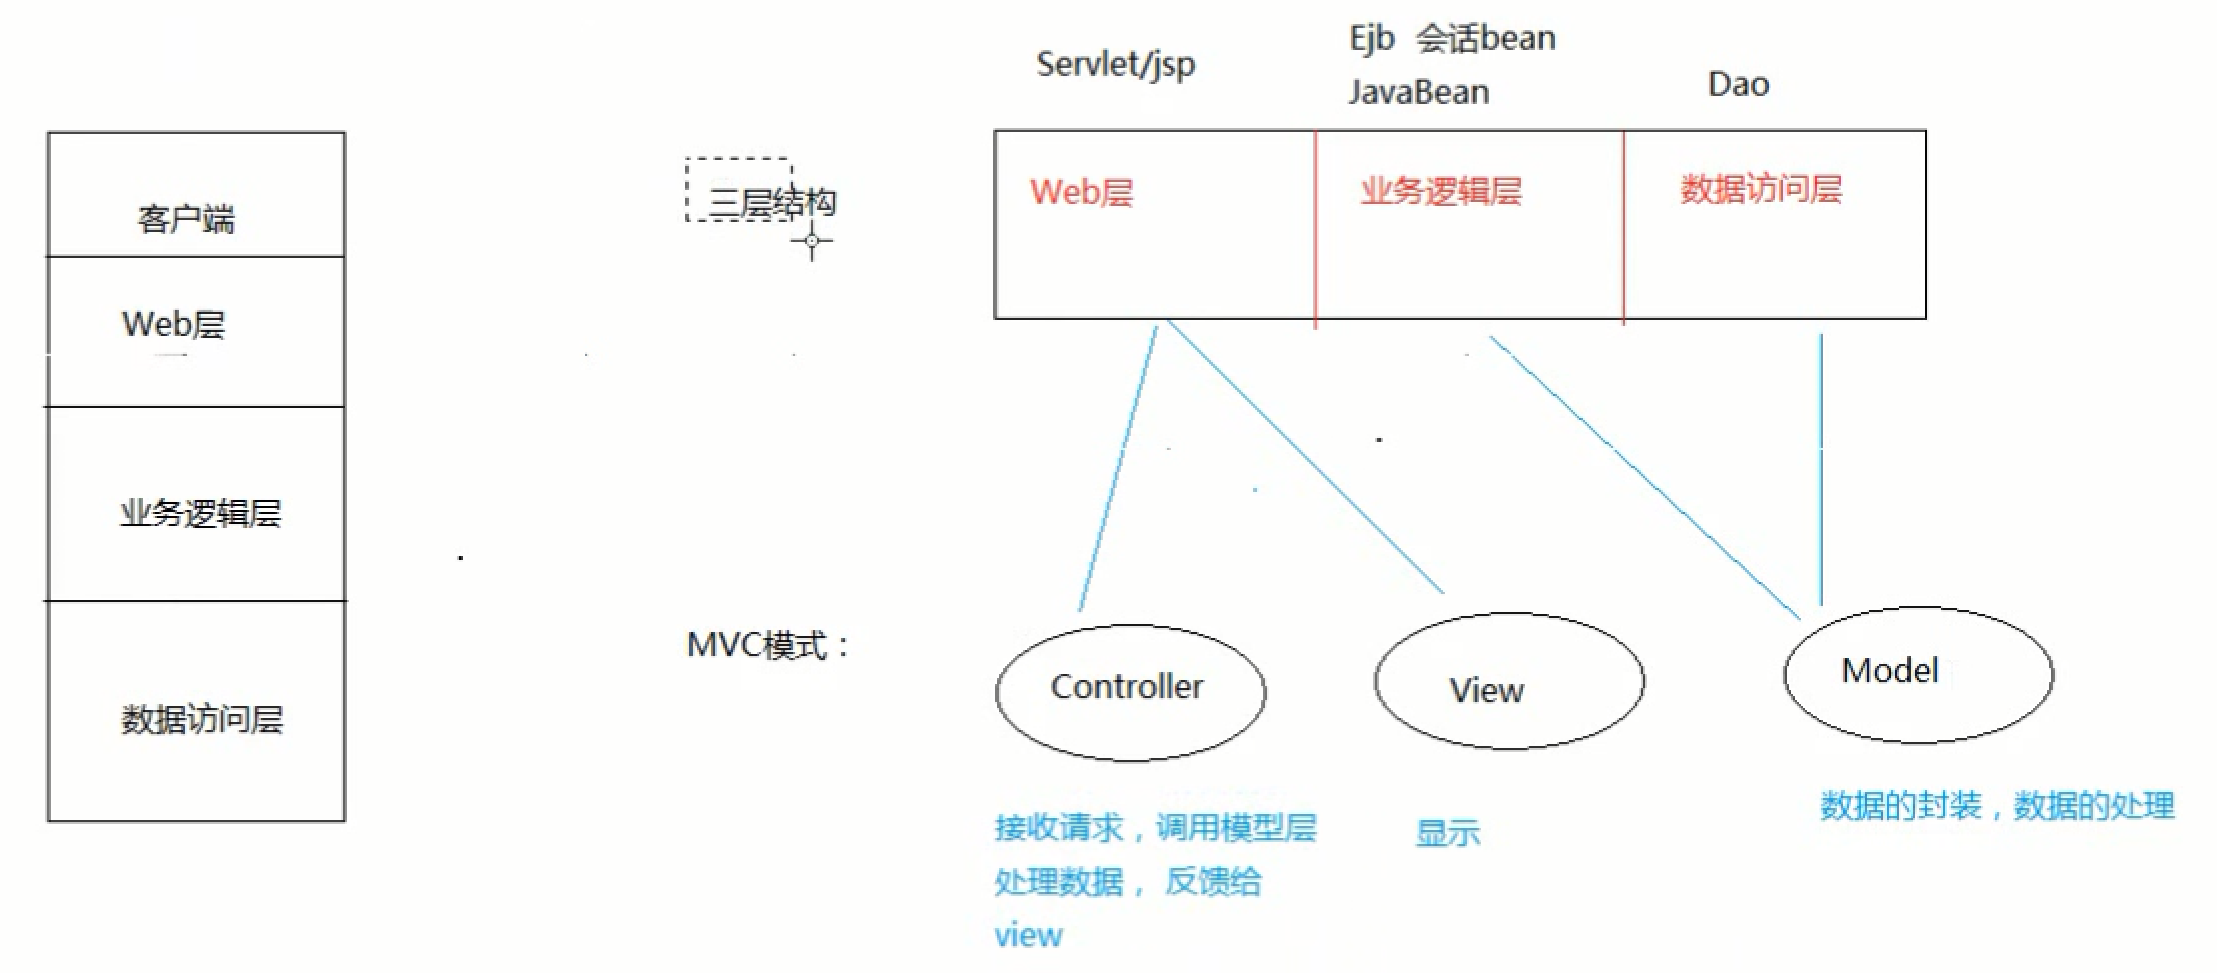 客户端
Web层
业务逻辑层
数据访问层
三层结构
Servlet/jsp
Ejb 会话bean
JavaBean
Dao
Web层
业务逻辑层
数据访问层
MVC模式：
Controller
View
Model
接收请求，调用模型层
处理数据， 反馈给
view
显示
数据的封装，数据的处理